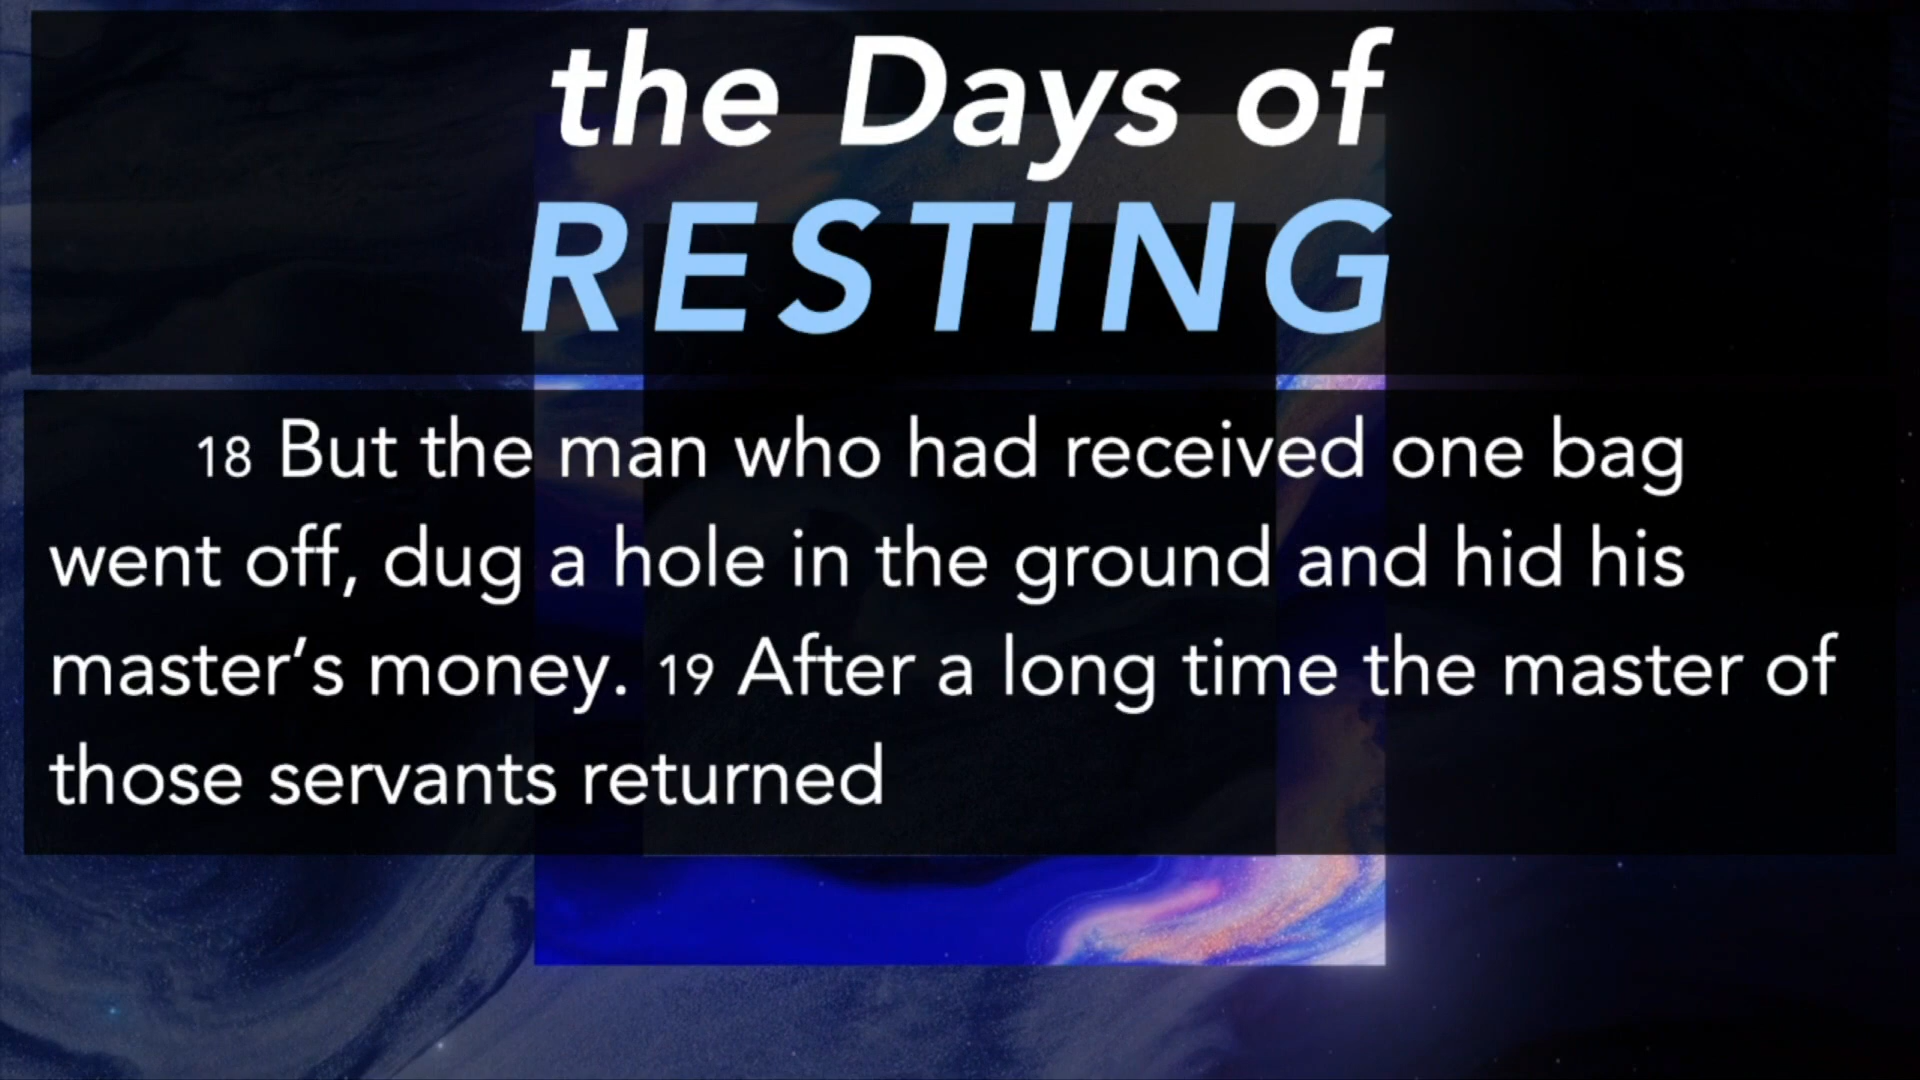 the Days of
RESTING
18 But the man who had received one bag
went off, dug a hole in the ground and hid his
master’s money. 19 After a long time the master of
those servants returned